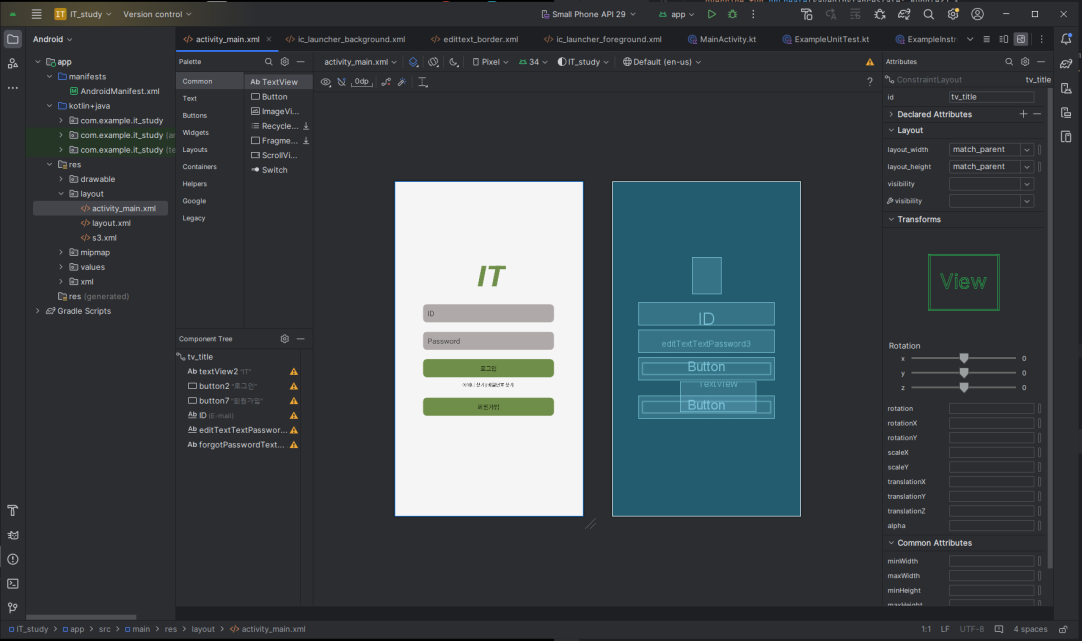 IT IT_study Version control Small Phone API 29 app
Android
activity_main.xml ic_launcher_background.xml edittext_border.xml ic_launcher_foreground.xml MainActivity.kt ExampleUnitTest.kt ExampleInstr
app
manifests
AndroidManifest.xml
kotlin+java
com.example.it_study
com.example.it_study (an
com.example.it_study (te
res
drawable
layout
activity_main.xml
layout.xml
s3.xml
mipmap
values
xml
res (generated)
Gradle Scripts
Palette
Common
Text
Buttons
Widgets
Layouts
Containers
Helpers
Google
Legacy
Ab TextView
Button
ImageVi...
Recycle...
Fragme...
ScrollVi...
Switch
Component Tree
tv_title
Ab textView2 "IT"
button2 "로그인"
button7 "회원가입"
Ab ID (E-mail)
Ab editTextTextPasswor...
Ab forgotPasswordText...
activity_main.xml Pixel 34 IT_study Default (en-us)
0dp
?
IT
ID
Password
로그인
회원가입
ID
editTextTextPassword3
Button
TextView
Button
Attributes
ConstraintLayout tv_title
id tv_title
Declared Attributes
Layout
layout_width match_parent
layout_height match_parent
visibility
visibility
Transforms
View
Rotation
x 0
y 0
z 0
rotation
rotationX
rotationY
scaleX
scaleY
translationX
translationY
translationZ
alpha
Common Attributes
minWidth
maxWidth
minHeight
maxHeight
IT_study app src main res layout activity_main.xml 1:1 LF UTF-8 4 spaces